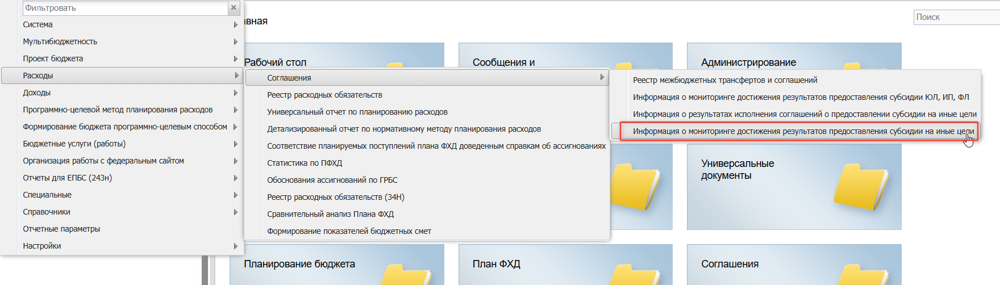 Фильтровать
Система
Мультибюджетность
Проект бюджета
Расходы
Доходы
Программно-целевой метод планирования расходов
Формирование бюджета программно-целевым способом
Бюджетные услуги (работы)
Организация работы с федеральным сайтом
Отчеты для ЕПБС (243н)
Специальные
Справочники
Отчетные параметры
Настройки
Соглашения
Реестр расходных обязательств
Универсальный отчет по планированию расходов
Детализированный отчет по нормативному методу планирования расходов
Соответствие планируемых поступлений плана ФХД доведенным справкам об ассигнованиях
Статистика по ПФХД
Обоснования ассигнований по ГРБС
Реестр расходных обязательств (34Н)
Сравнительный анализ Плана ФХД
Формирование показателей бюджетных смет
Реестр межбюджетных трансфертов и соглашений
Информация о мониторинге достижения результатов предоставления субсидии ЮЛ, ИП, ФЛ
Информация о результатах исполнения соглашений о предоставлении субсидии на иные цели
Информация о мониторинге достижения результатов предоставления субсидии на иные цели
авная
Поиск
Рабочий стол
Сообщения и
Администрирование
Универсальные
документы
Планирование бюджета
План ФХД
Соглашения